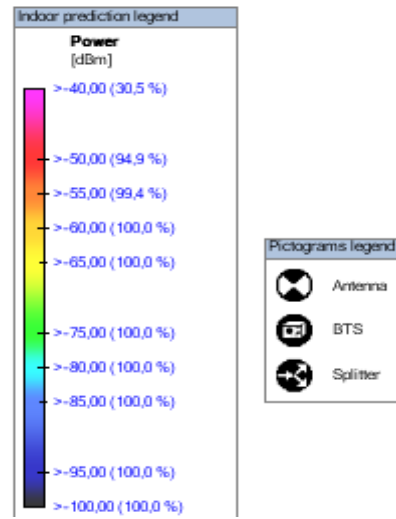 Indoor prediction legend
Power
[dBm]
>-40,00 (30,5 %)
>-50,00 (94,9 %)
>-55,00 (99,4 %)
>-60,00 (100,0 %)
>-65,00 (100,0 %)
>-75,00 (100,0 %)
>-80,00 (100,0 %)
>-85,00 (100,0 %)
>-95,00 (100,0 %)
>-100,00 (100,0 %)
Pictograms legend
Antenna
BTS
Splitter